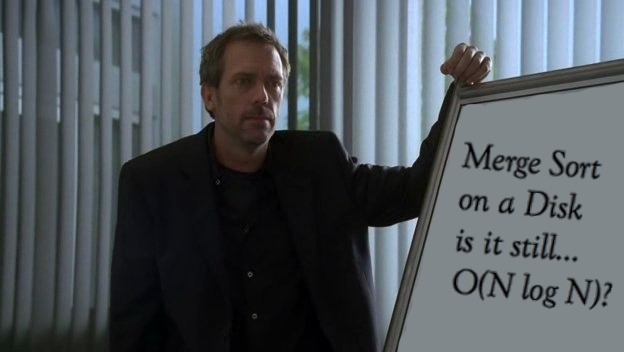 Merge Sort
on a Disk
is it still...
O(N log N)?